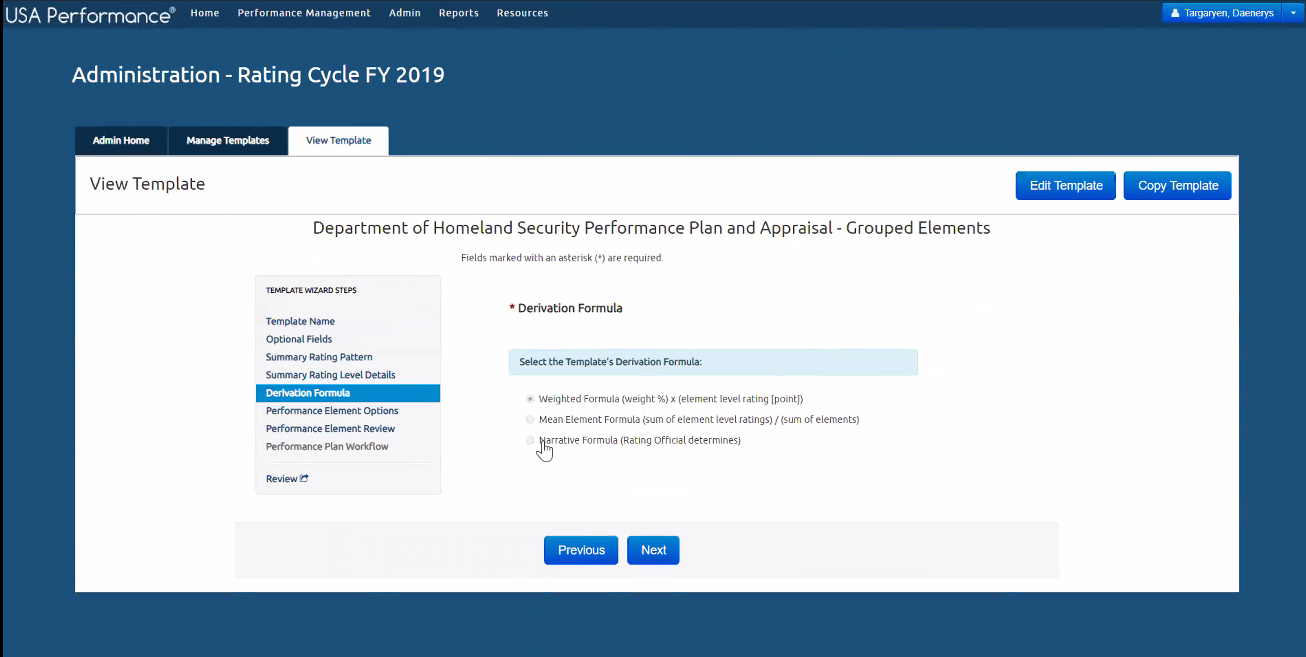 USA Performance® Home Performance Management Admin Reports Resources Targaryen, Daenerys
Administration - Rating Cycle FY 2019
Admin Home Manage Templates View Template
View Template Edit Template Copy Template
Department of Homeland Security Performance Plan and Appraisal - Grouped Elements
Fields marked with an asterisk (*) are required.
TEMPLATE WIZARD STEPS
Template Name
Optional Fields
Summary Rating Pattern
Summary Rating Level Details
Derivation Formula
Performance Element Options
Performance Element Review
Performance Plan Workflow
Review
* Derivation Formula
Select the Template's Derivation Formula:
Weighted Formula (weight %) x (element level rating [point])
Mean Element Formula (sum of element level ratings) / (sum of elements)
Narrative Formula (Rating Official determines)
Previous Next